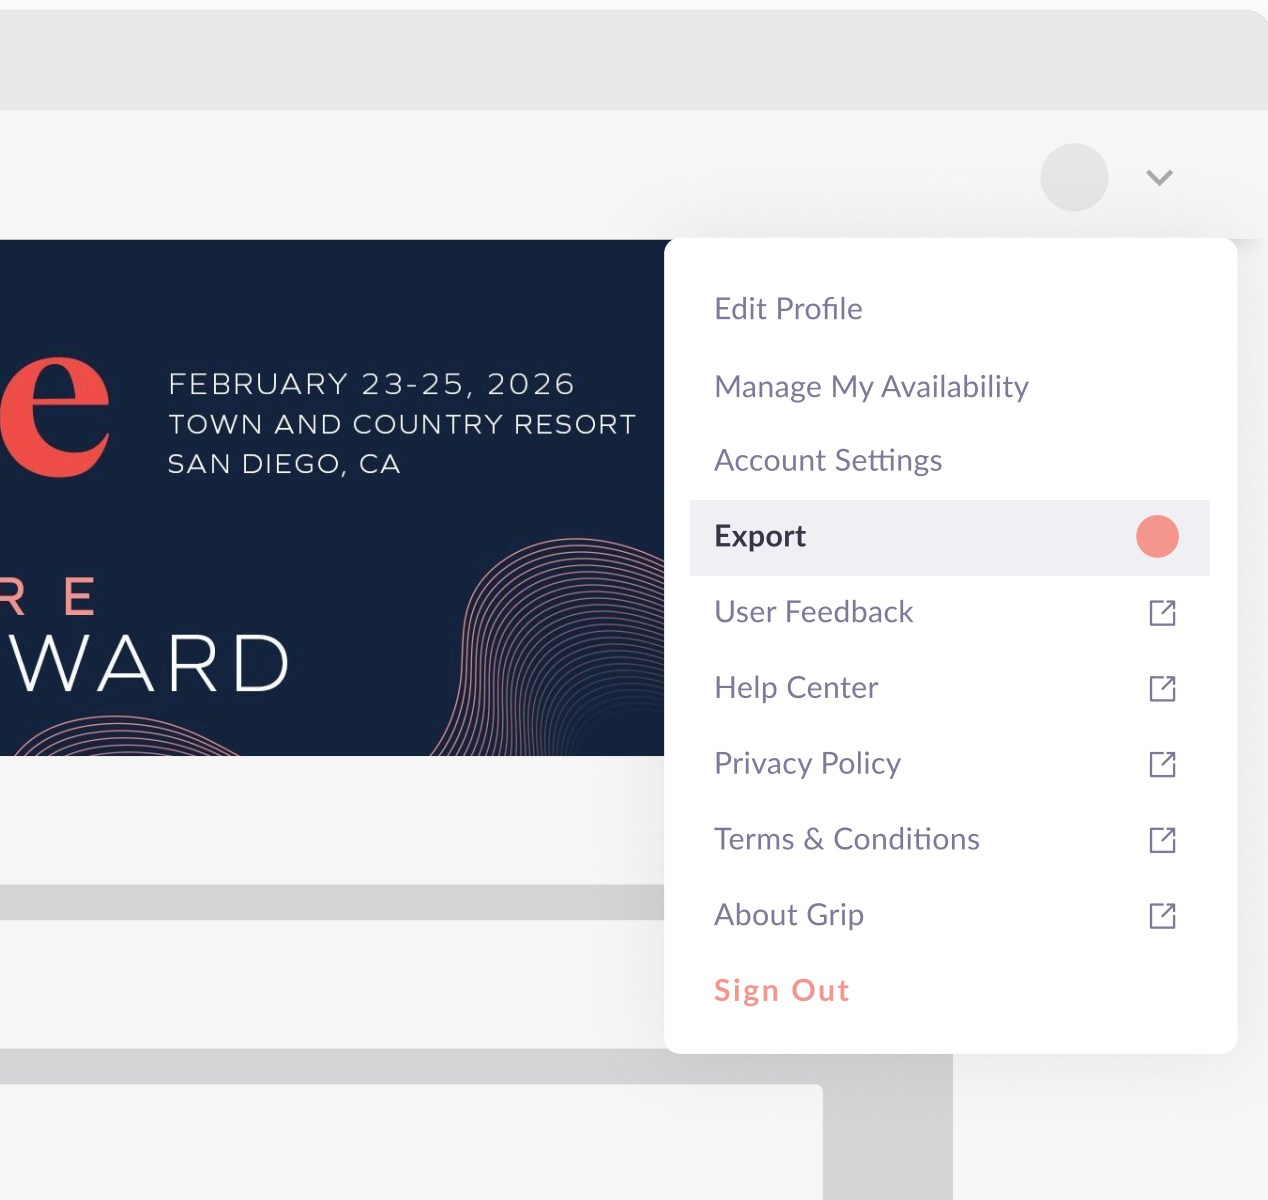 e
FEBRUARY 23-25, 2026
TOWN AND COUNTRY RESORT
SAN DIEGO, CA
RE
WARD
Edit Profile
Manage My Availability
Account Settings
Export
User Feedback
Help Center
Privacy Policy
Terms & Conditions
About Grip
Sign Out